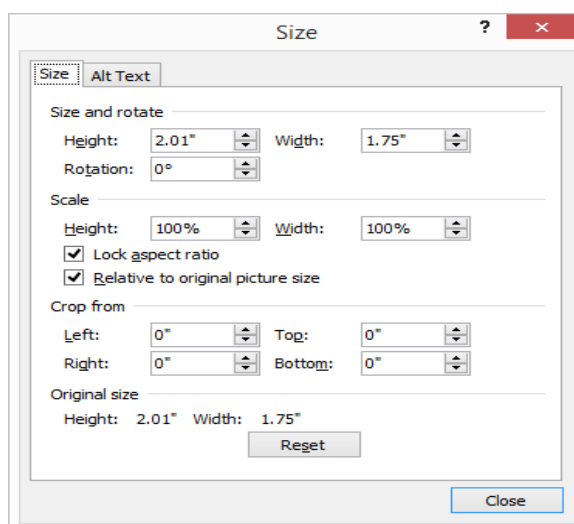 Size ? ×
Size Alt Text
Size and rotate
Height: 2.01" Width: 1.75"
Rotation: 0°
Scale
Height: 100% Width: 100%
Lock aspect ratio
Relative to original picture size
Crop from
Left: 0" Top: 0"
Right: 0" Bottom: 0"
Original size
Height: 2.01" Width: 1.75"
Reset
Close